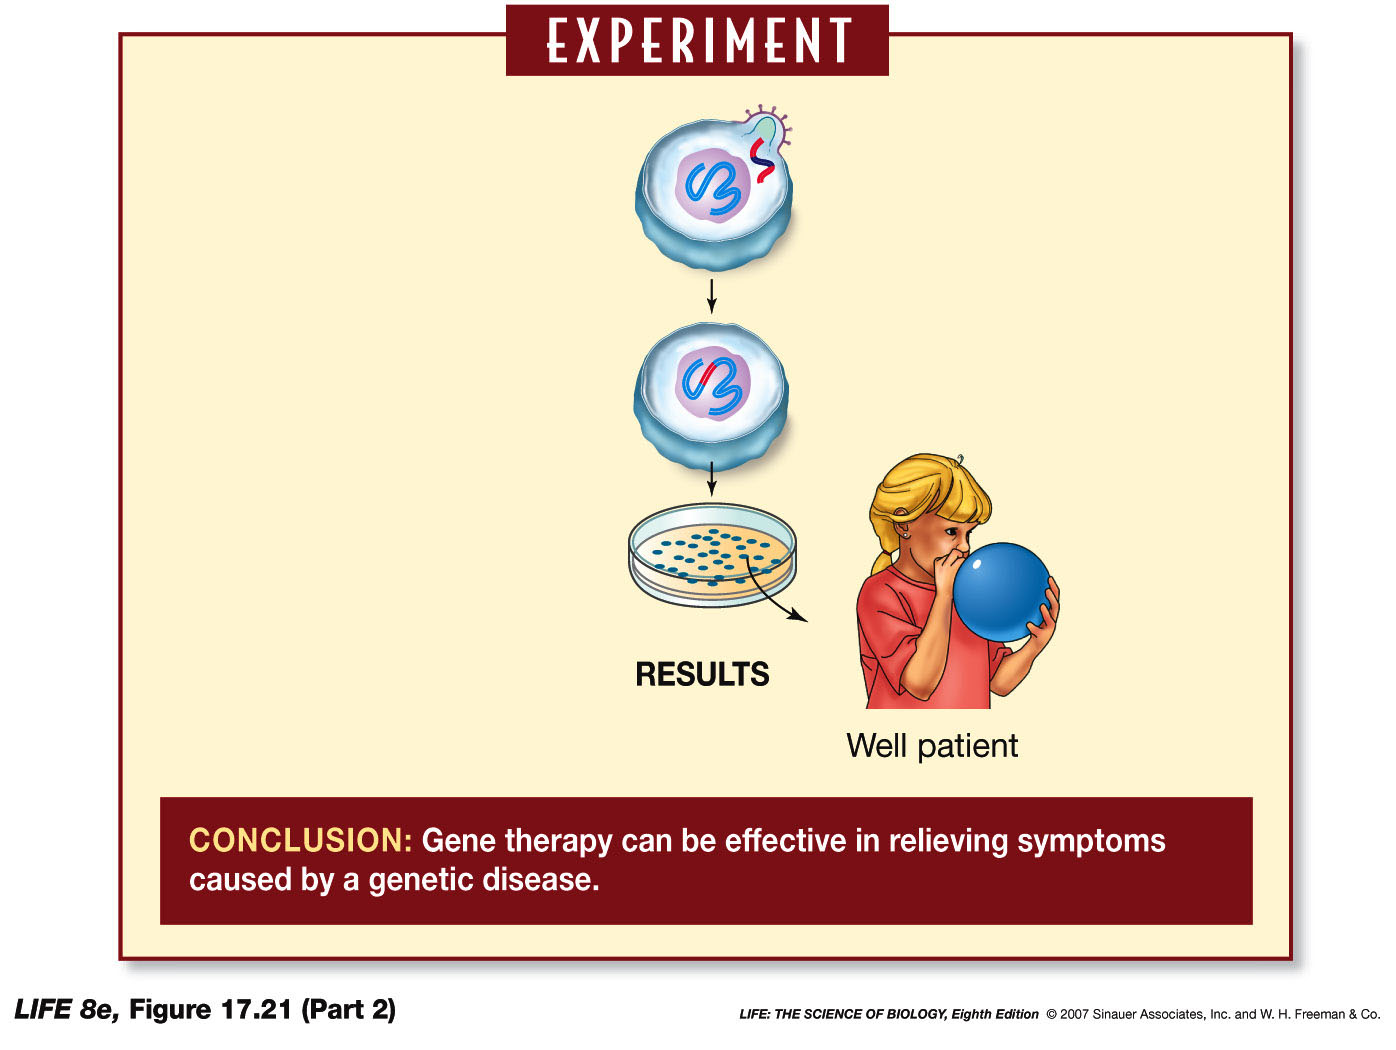 EXPERIMENT
RESULTS
Well patient
CONCLUSION: Gene therapy can be effective in relieving symptoms
caused by a genetic disease.
LIFE 8e, Figure 17.21 (Part 2)
LIFE: THE SCIENCE OF BIOLOGY, Eighth Edition © 2007 Sinauer Associates, Inc. and W. H. Freeman & Co.